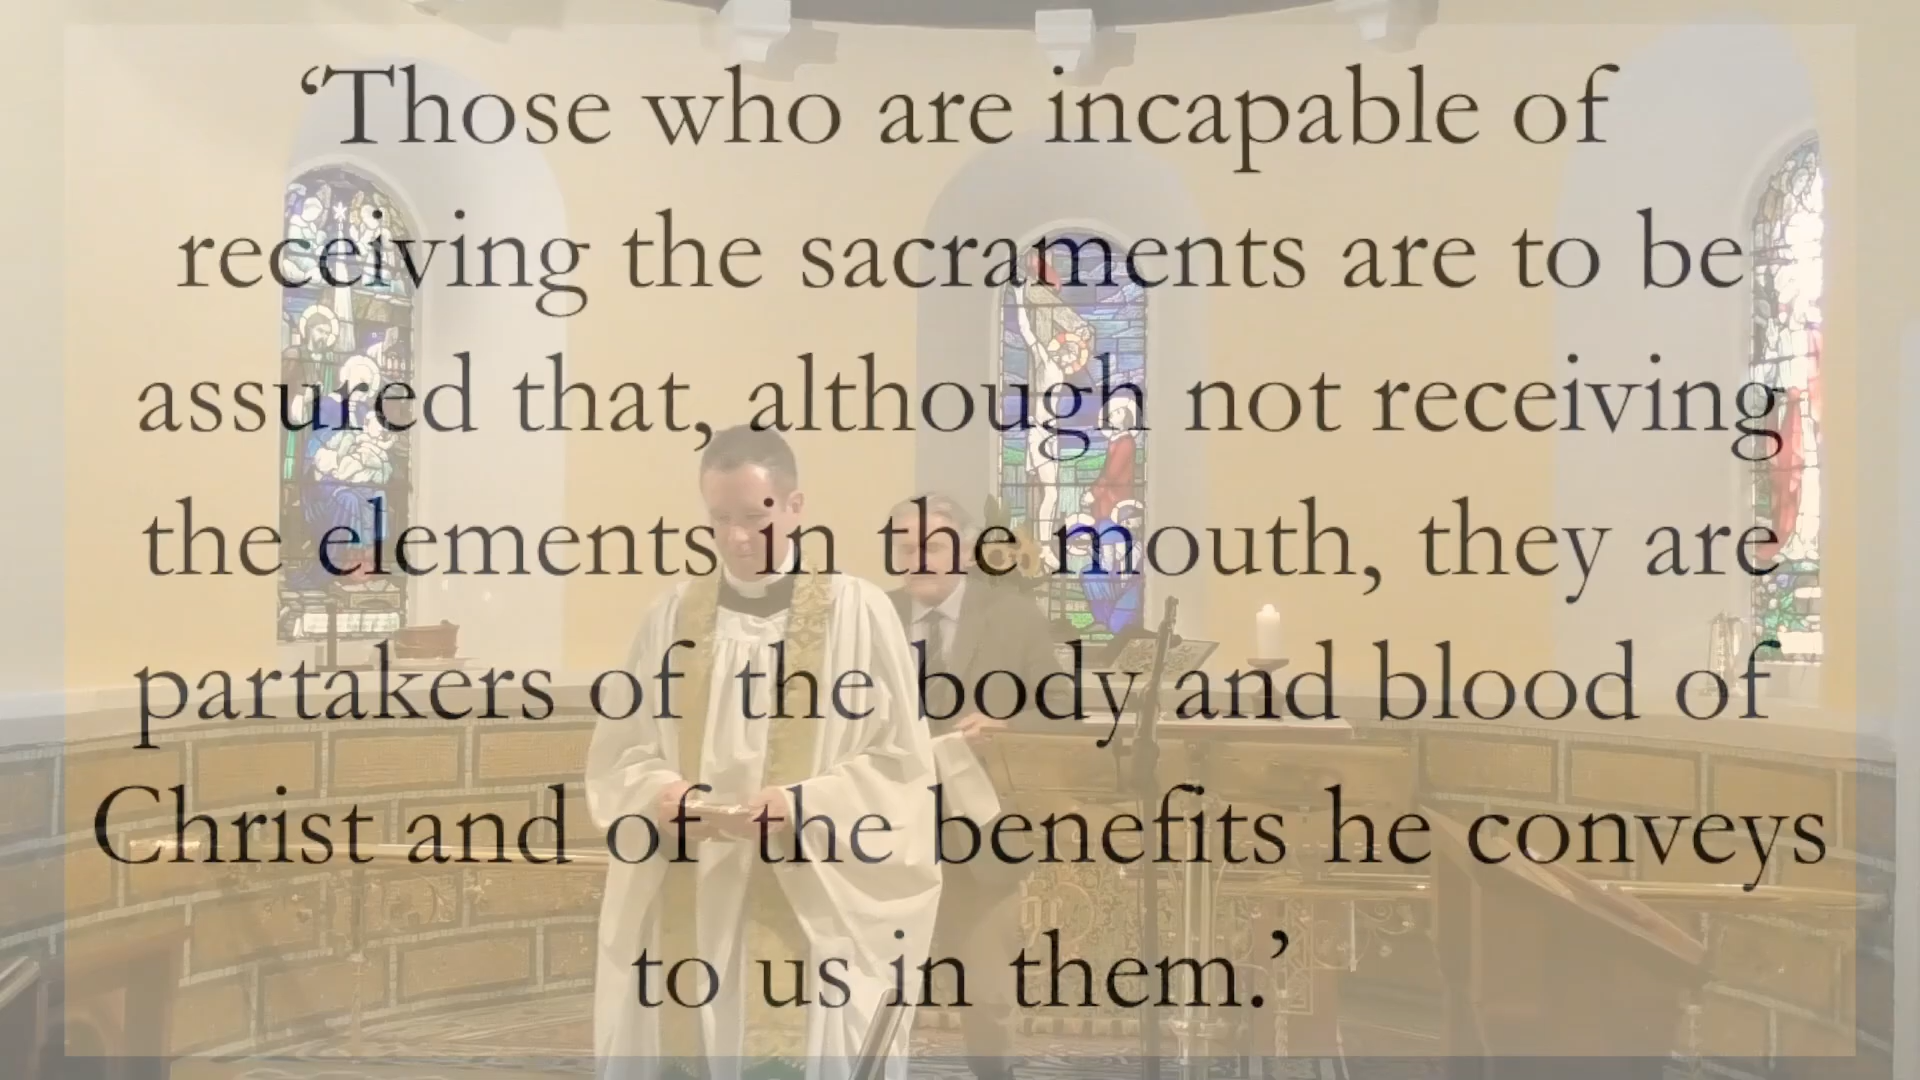 ‘Those who are incapable of
receiving the sacraments are to be
assured that, although not receiving
the elements in the mouth, they are
partakers of the body and blood of
Christ and of the benefits he conveys
to us in them.’